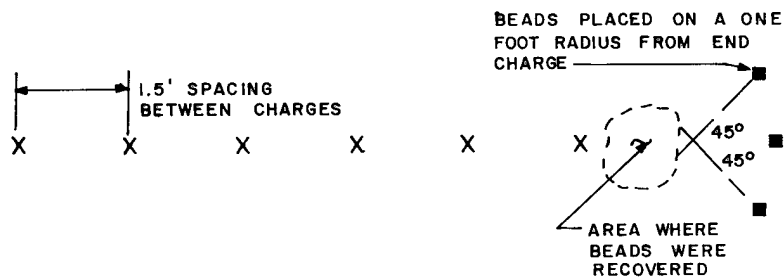 BEADS PLACED ON A ONE
FOOT RADIUS FROM END
CHARGE
1.5' SPACING
BETWEEN CHARGES
X X X X X X
45°
45°
AREA WHERE
BEADS WERE
RECOVERED